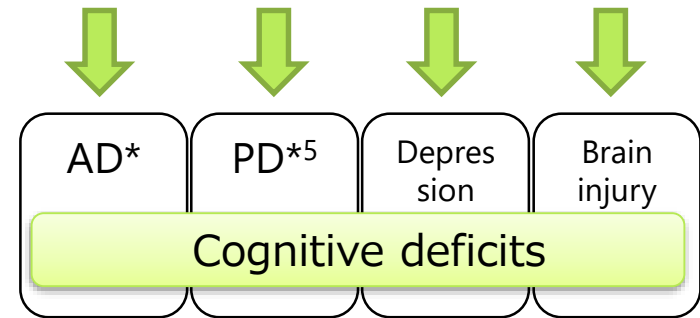 AD*
PD*5
Depres
sion
Brain
injury
Cognitive deficits